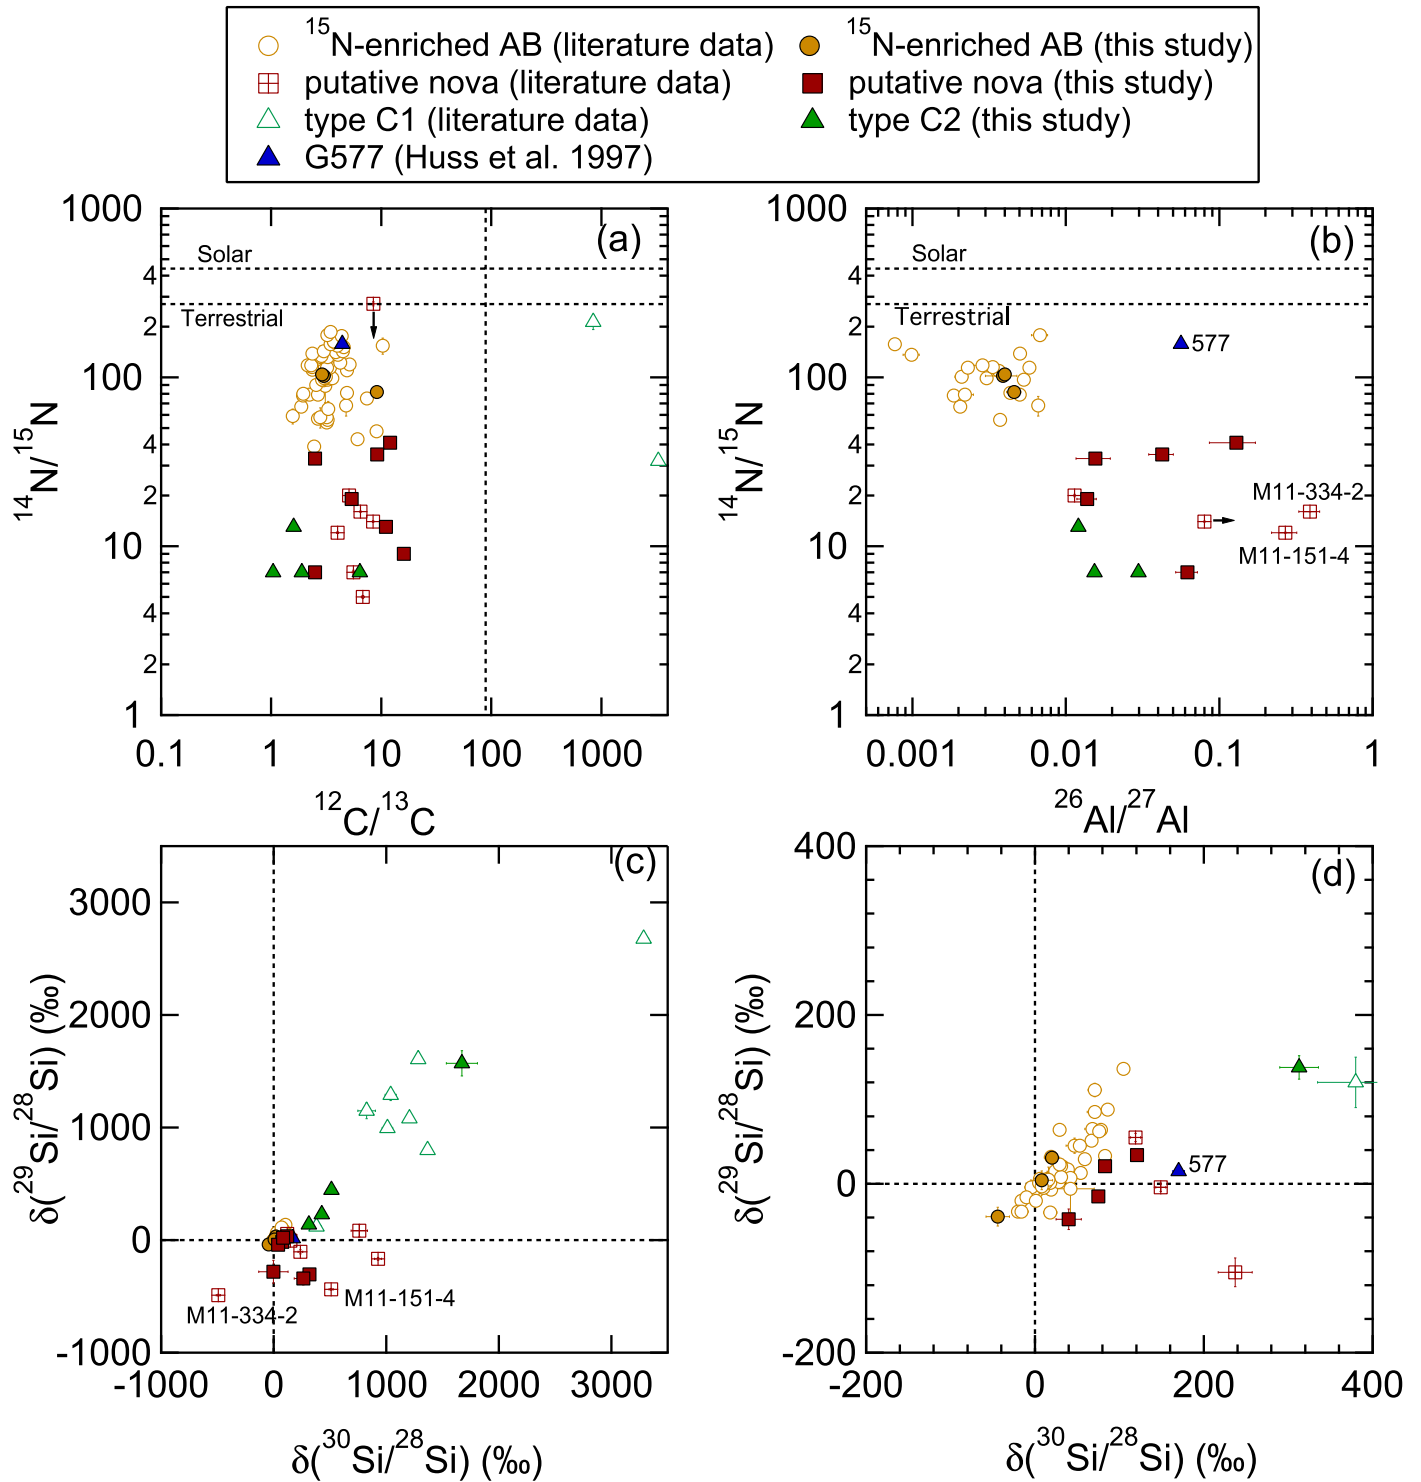 15N-enriched AB (literature data) 15N-enriched AB (this study)
putative nova (literature data) putative nova (this study)
type C1 (literature data) type C2 (this study)
G577 (Huss et al. 1997)
(a)
14N/15N
1000
4
2
100
4
2
10
4
2
1
Solar
Terrestrial
0.1 1 10 100 1000
12C/13C
(b)
14N/15N
1000
4
2
100
4
2
10
4
2
1
Solar
Terrestrial
577
M11-334-2
M11-151-4
0.001 0.01 0.1 1
26Al/27Al
(c)
δ(29Si/28Si) (‰)
3000
2000
1000
0
-1000
M11-151-4
M11-334-2
-1000 0 1000 2000 3000
δ(30Si/28Si) (‰)
(d)
δ(29Si/28Si) (‰)
400
200
0
-200
577
-200 0 200 400
δ(30Si/28Si) (‰)